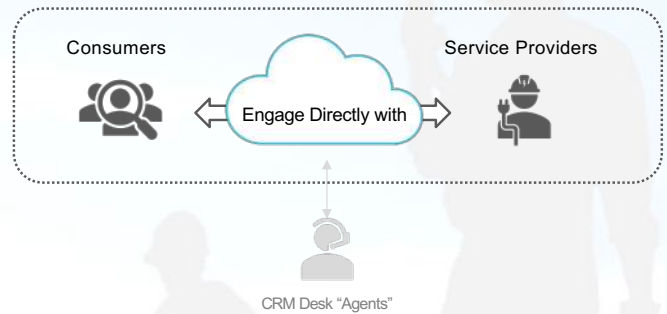 Consumers
Service Providers
Engage Directly with
CRM Desk “Agents”